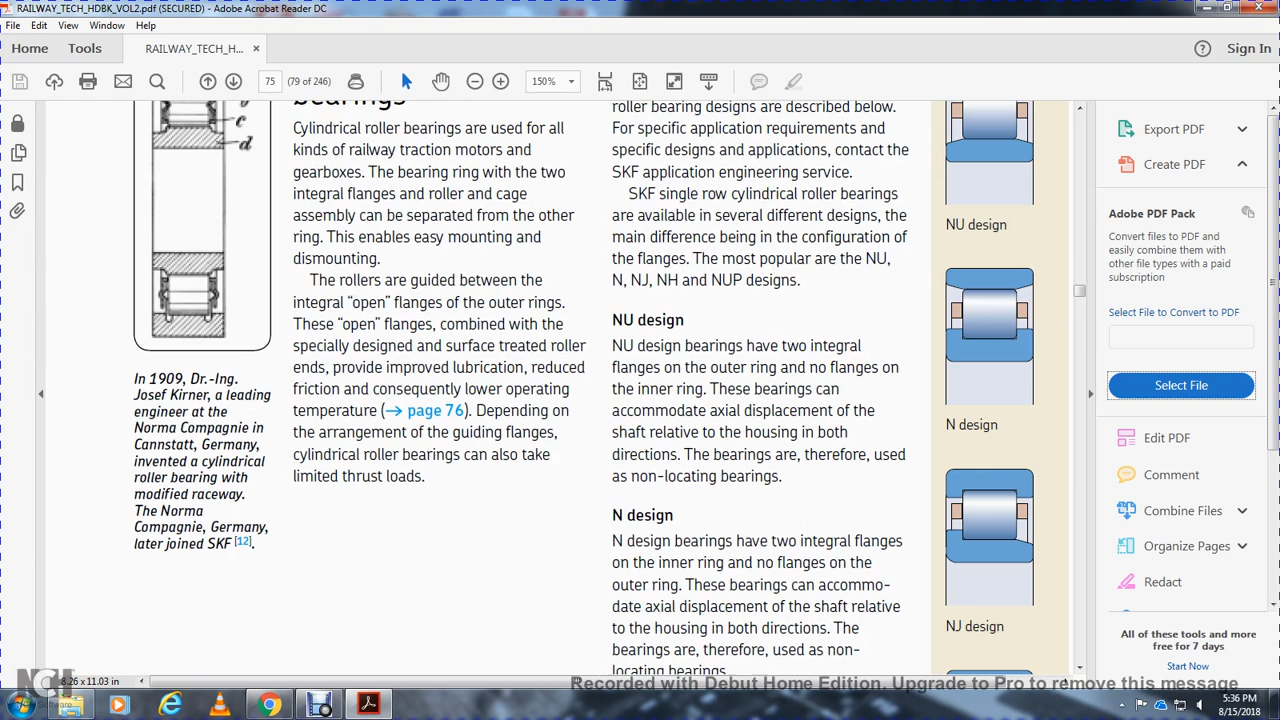 RAILWAY_TECH_HDBK_VOL2.pdf (SECURED) - Adobe Acrobat Reader DC
File Edit View Window Help
Home Tools RAILWAY_TECH_H... × Sign In
75 (79 of 246) 150%
bearings
Cylindrical roller bearings are used for all
kinds of railway traction motors and
gearboxes. The bearing ring with the two
integral flanges and roller and cage
assembly can be separated from the other
ring. This enables easy mounting and
dismounting.
The rollers are guided between the
integral “open” flanges of the outer rings.
These “open” flanges, combined with the
specially designed and surface treated roller
ends, provide improved lubrication, reduced
friction and consequently lower operating
temperature (→ page 76). Depending on
the arrangement of the guiding flanges,
cylindrical roller bearings can also take
limited thrust loads.
c
d
In 1909, Dr.-Ing.
Josef Kirner, a leading
engineer at the
Norma Compagnie in
Cannstatt, Germany,
invented a cylindrical
roller bearing with
modified raceway.
The Norma
Compagnie, Germany,
later joined SKF [12].
roller bearing designs are described below.
For specific application requirements and
specific designs and applications, contact the
SKF application engineering service.
SKF single row cylindrical roller bearings
are available in several different designs, the
main difference being in the configuration of
the flanges. The most popular are the NU,
N, NJ, NH and NUP designs.
NU design
NU design bearings have two integral
flanges on the outer ring and no flanges on
the inner ring. These bearings can
accommodate axial displacement of the
shaft relative to the housing in both
directions. The bearings are, therefore, used
as non-locating bearings.
N design
N design bearings have two integral flanges
on the inner ring and no flanges on the
outer ring. These bearings can accommo-
date axial displacement of the shaft relative
to the housing in both directions. The
bearings are, therefore, used as non-
locating bearings.
NU design
N design
NJ design
Export PDF
Create PDF
Adobe PDF Pack
Convert files to PDF and
easily combine them with
other file types with a paid
subscription
Select File to Convert to PDF
Select File
Edit PDF
Comment
Combine Files
Organize Pages
Redact
All of these tools and more
free for 7 days
Start Now
8.26 x 11.03 in
NCH
Software
Recorded with Debut Home Edition. Upgrade to Pro to remove this message
5:36 PM
8/15/2018